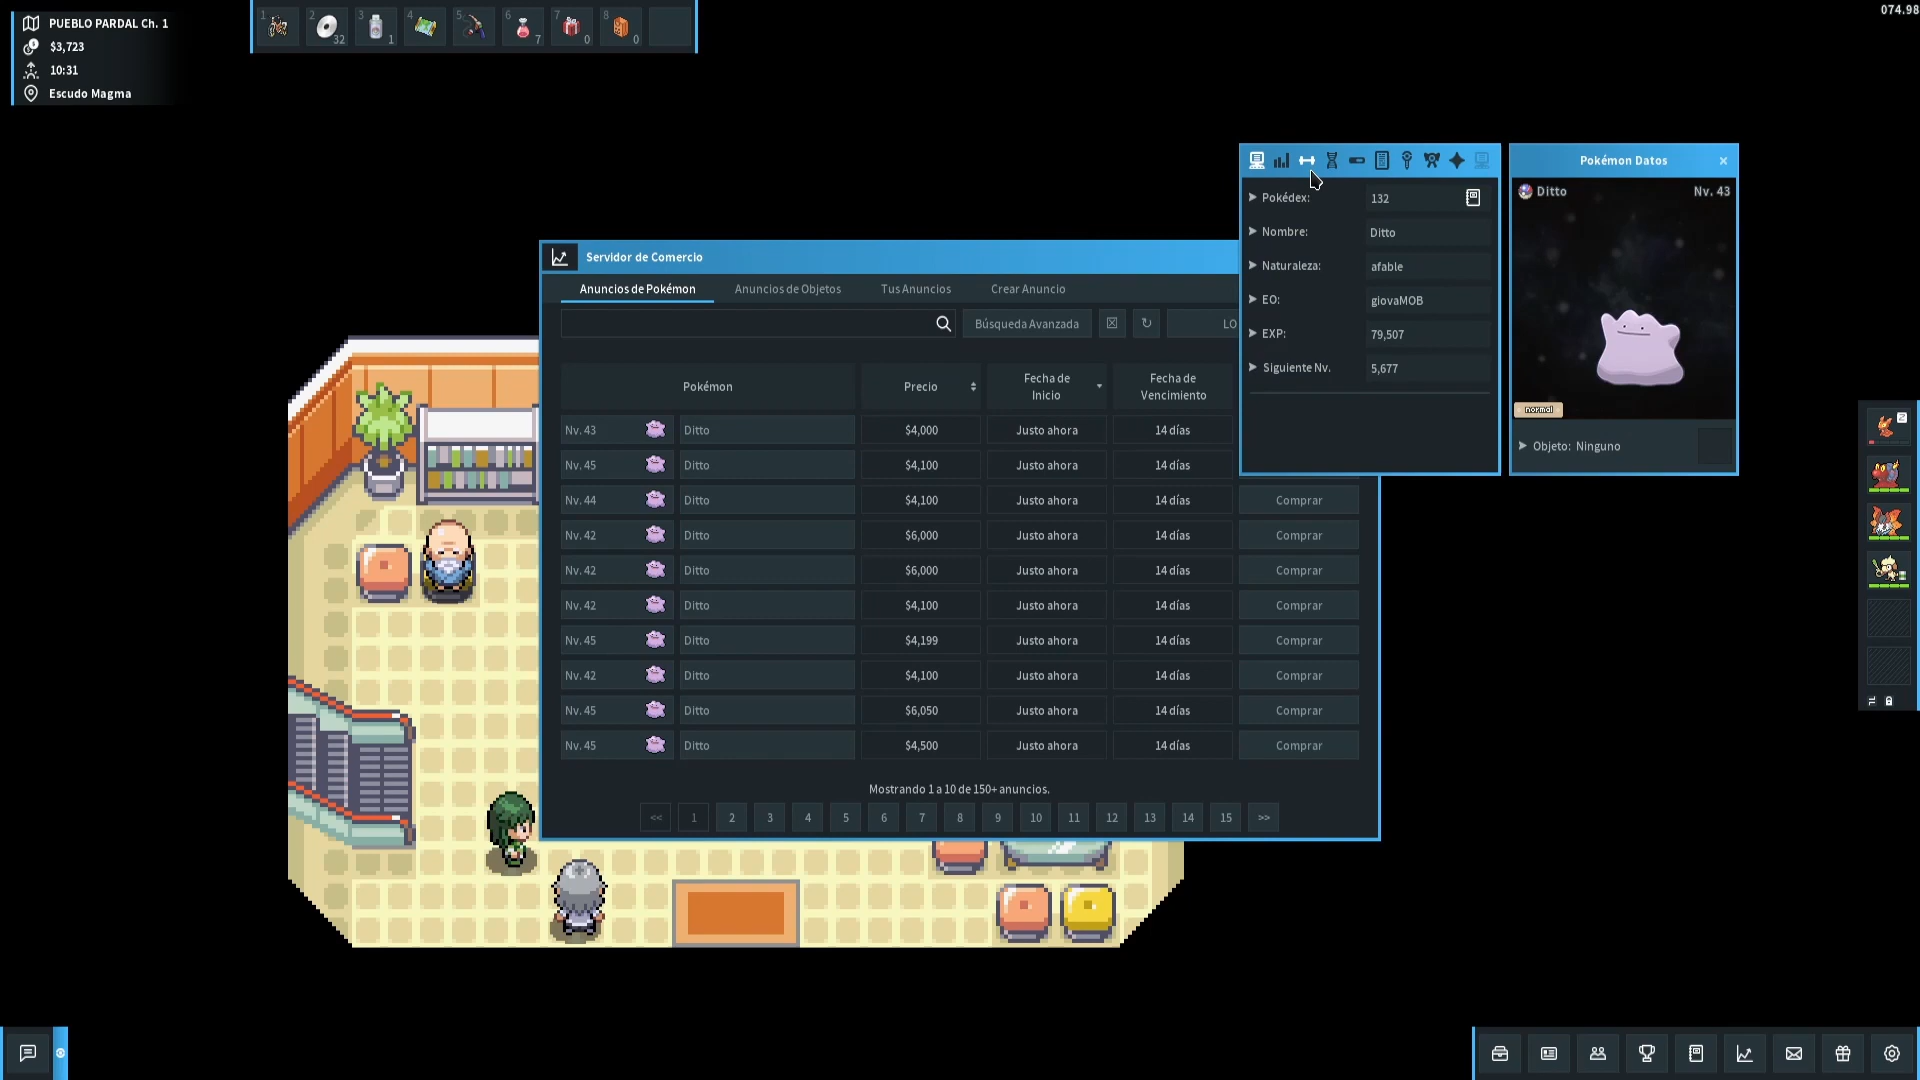 PUEBLO PARDAL Ch. 1
$3,723
10:31
Escudo Magma
1 2 3 4 5 6 7 8
32 1 7 0 0
074.98
Pokémon Datos
Ditto Nv. 43
normal
Objeto: Ninguno
Pokédex: 132
Nombre: Ditto
Naturaleza: afable
EO: giovaMOB
EXP: 79,507
Siguiente Nv. 5,677
Servidor de Comercio
Anuncios de Pokémon Anuncios de Objetos Tus Anuncios Crear Anuncio
Búsqueda Avanzada LO
Pokémon Precio Fecha de Inicio Fecha de Vencimiento
Nv. 43 Ditto $4,000 Justo ahora 14 días
Nv. 45 Ditto $4,100 Justo ahora 14 días
Nv. 44 Ditto $4,100 Justo ahora 14 días Comprar
Nv. 42 Ditto $6,000 Justo ahora 14 días Comprar
Nv. 42 Ditto $6,000 Justo ahora 14 días Comprar
Nv. 42 Ditto $4,100 Justo ahora 14 días Comprar
Nv. 45 Ditto $4,199 Justo ahora 14 días Comprar
Nv. 42 Ditto $4,100 Justo ahora 14 días Comprar
Nv. 45 Ditto $6,050 Justo ahora 14 días Comprar
Nv. 45 Ditto $4,500 Justo ahora 14 días Comprar
Mostrando 1 a 10 de 150+ anuncios.
<< 1 2 3 4 5 6 7 8 9 10 11 12 13 14 15 >>